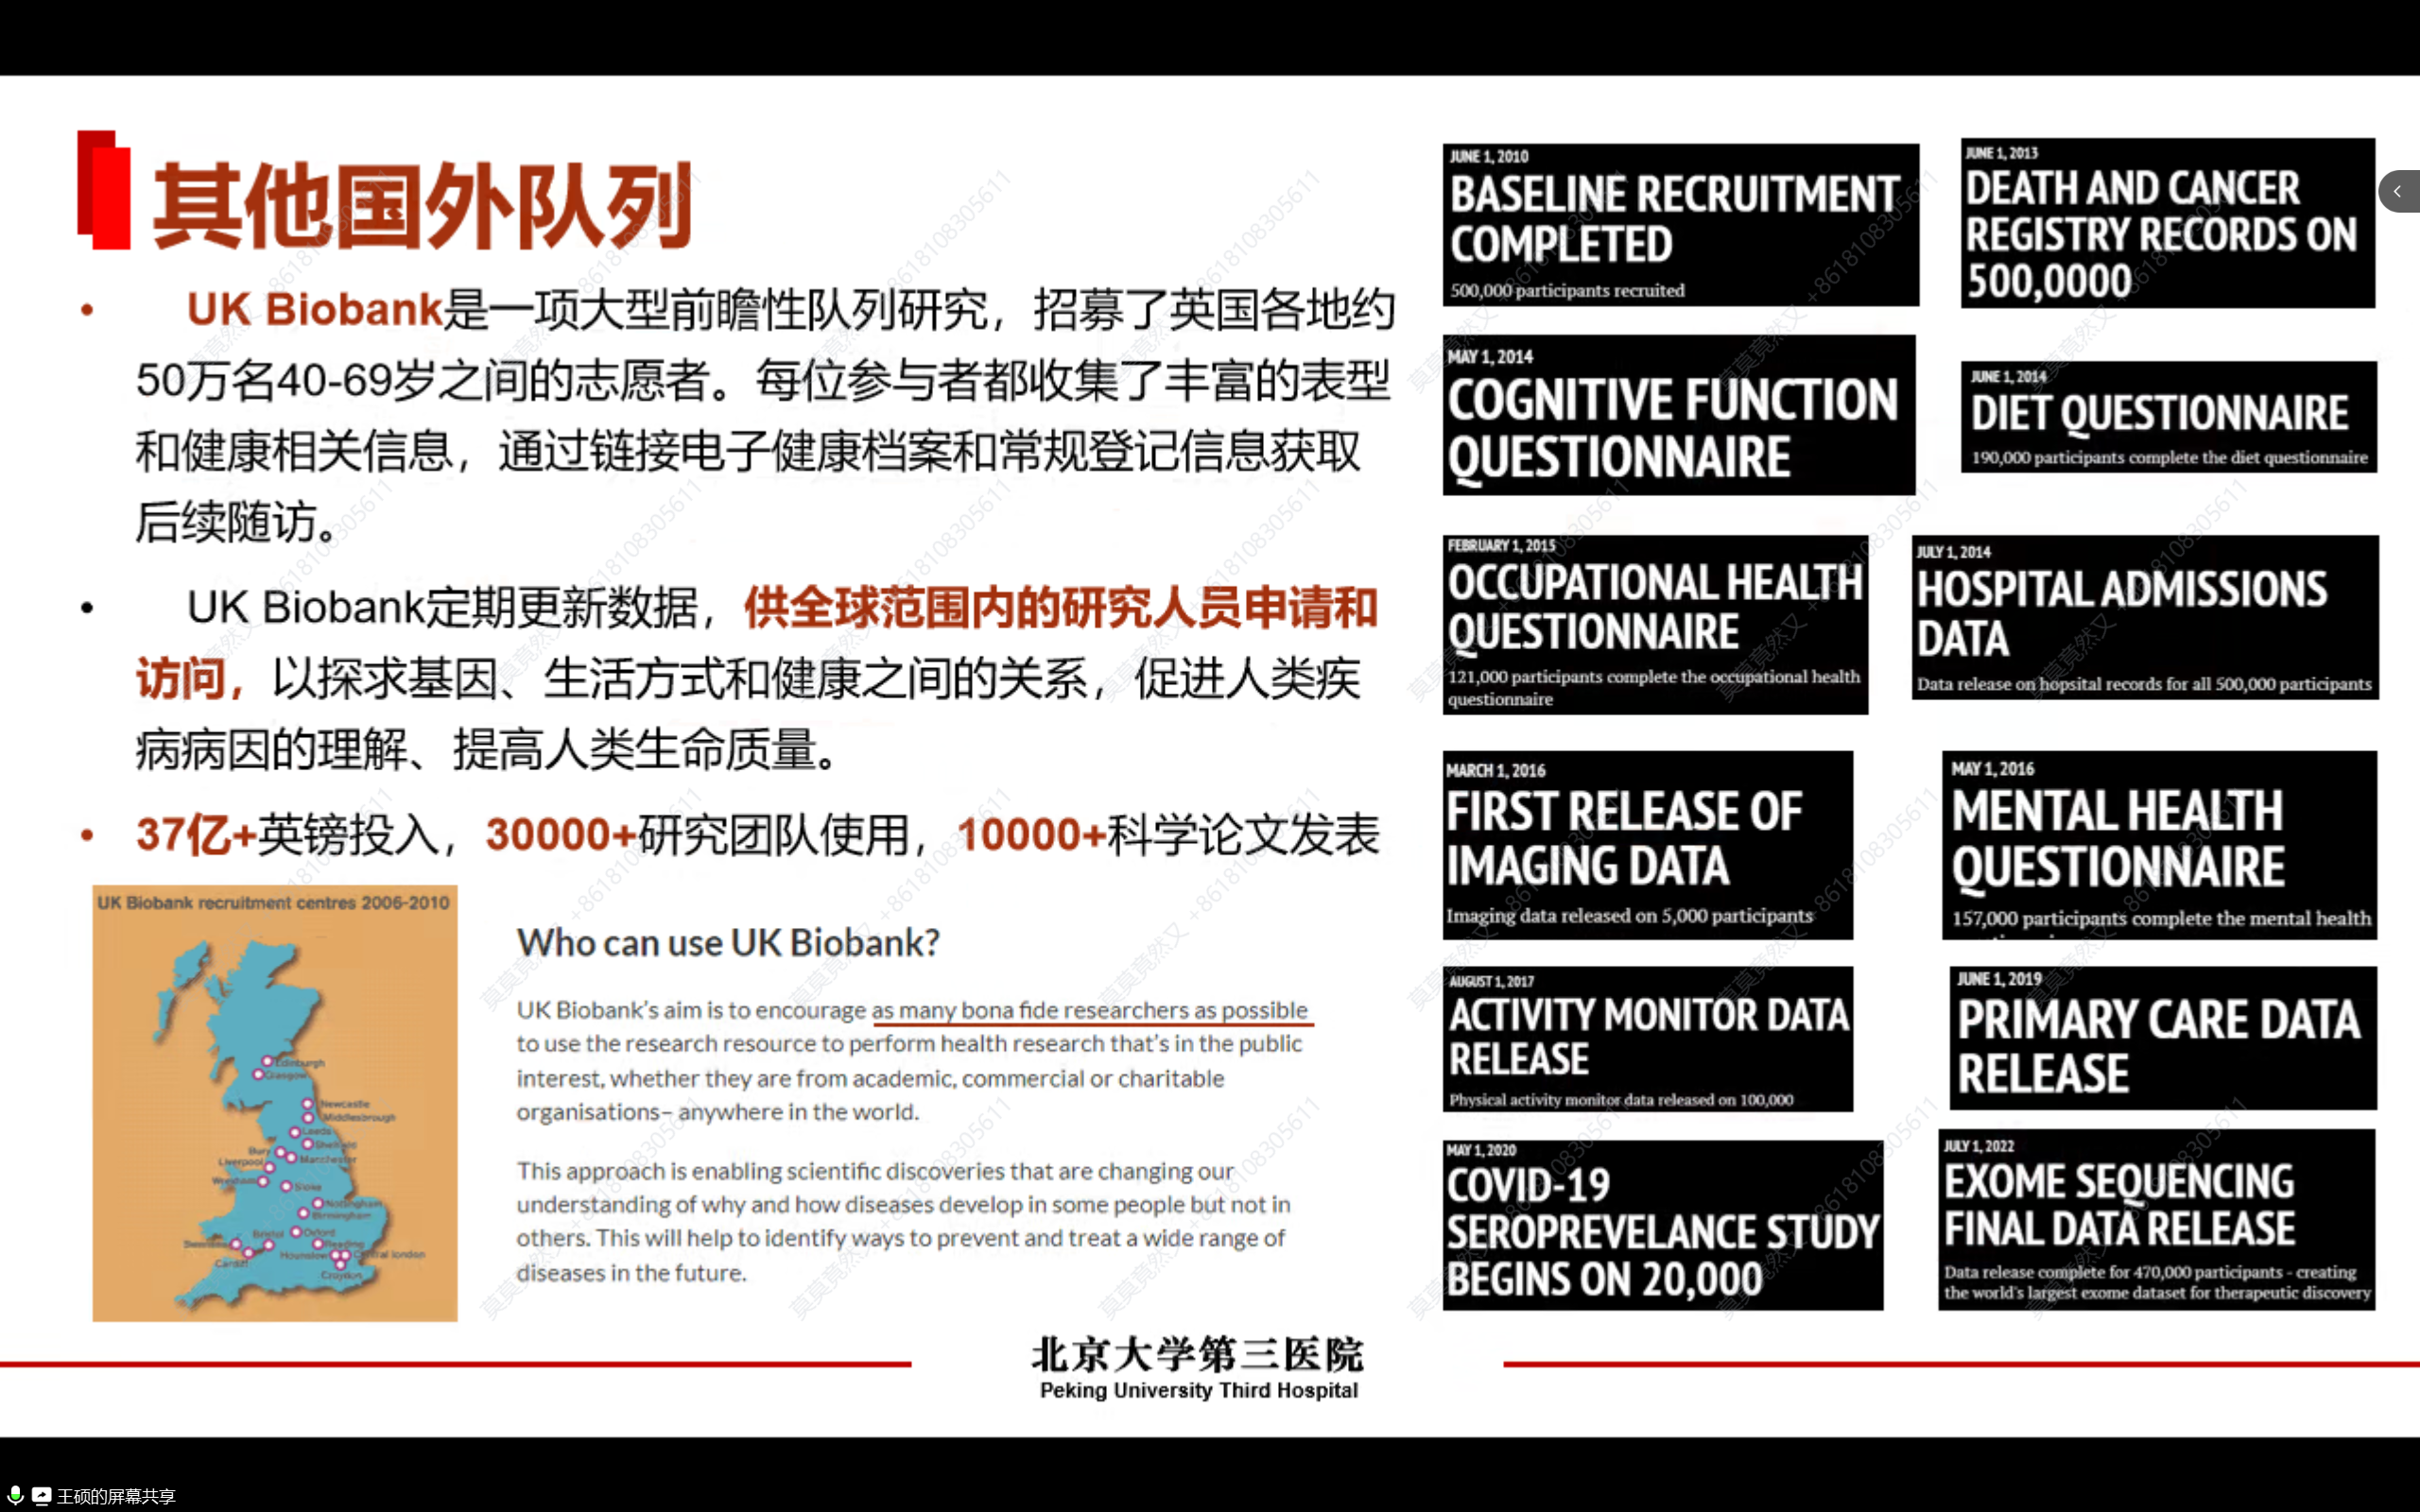 其他国外队列
• UK Biobank是一项大型前瞻性队列研究，招募了英国各地约
50万名40-69岁之间的志愿者。每位参与者都收集了丰富的表型
和健康相关信息，通过链接电子健康档案和常规登记信息获取
后续随访。
• UK Biobank定期更新数据，供全球范围内的研究人员申请和
访问，以探求基因、生活方式和健康之间的关系，促进人类疾
病病因的理解、提高人类生命质量。
• 37亿+英镑投入，30000+研究团队使用，10000+科学论文发表
UK Biobank recruitment centres 2006-2010
Edinburgh
Glasgow
Newcastle
Middlesbrough
Leeds
Sheffield
Bury
Manchester
Liverpool
Wrexham
Stoke
Nottingham
Birmingham
Oxford
Bristol
Reading
Swansea
Hounslow
Central london
Cardiff
Croydon
Who can use UK Biobank?
UK Biobank's aim is to encourage as many bona fide researchers as possible
to use the research resource to perform health research that's in the public
interest, whether they are from academic, commercial or charitable
organisations– anywhere in the world.
This approach is enabling scientific discoveries that are changing our
understanding of why and how diseases develop in some people but not in
others. This will help to identify ways to prevent and treat a wide range of
diseases in the future.
JUNE 1, 2010
BASELINE RECRUITMENT
COMPLETED
500,000 participants recruited
JUNE 1, 2013
DEATH AND CANCER
REGISTRY RECORDS ON
500,0000
MAY 1, 2014
COGNITIVE FUNCTION
QUESTIONNAIRE
JUNE 1, 2014
DIET QUESTIONNAIRE
190,000 participants complete the diet questionnaire
FEBRUARY 1, 2015
OCCUPATIONAL HEALTH
QUESTIONNAIRE
121,000 participants complete the occupational health
questionnaire
JULY 1, 2014
HOSPITAL ADMISSIONS
DATA
Data release on hopsital records for all 500,000 participants
MARCH 1, 2016
FIRST RELEASE OF
IMAGING DATA
Imaging data released on 5,000 participants
MAY 1, 2016
MENTAL HEALTH
QUESTIONNAIRE
157,000 participants complete the mental health
AUGUST 1, 2017
ACTIVITY MONITOR DATA
RELEASE
Physical activity monitor data released on 100,000
JUNE 1, 2019
PRIMARY CARE DATA
RELEASE
MAY 1, 2020
COVID-19
SEROPREVELANCE STUDY
BEGINS ON 20,000
JULY 1, 2022
EXOME SEQUENCING
FINAL DATA RELEASE
Data release complete for 470,000 participants - creating
the world's largest exome dataset for therapeutic discovery
北京大学第三医院
Peking University Third Hospital
王硕的屏幕共享